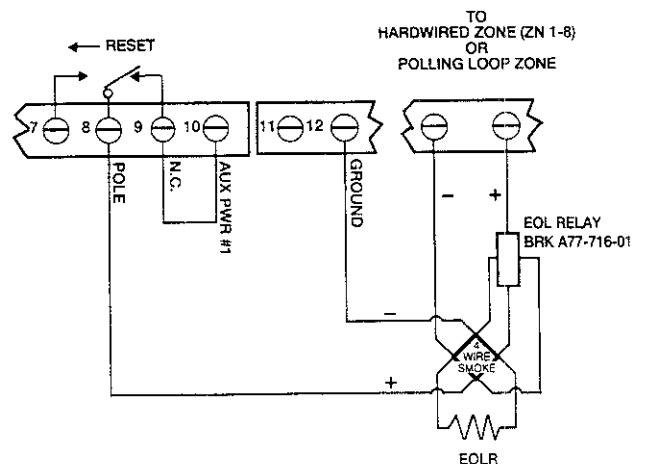 TO
HARDWIRED ZONE (ZN 1-8)
OR
POLLING LOOP ZONE
RESET
7 8 9 10 11 12
POLE
N.C.
AUX PWR #1
GROUND
- +
EOL RELAY
BRK A77-716-01
-
4
WIRE
SMOKE
+
EOLR